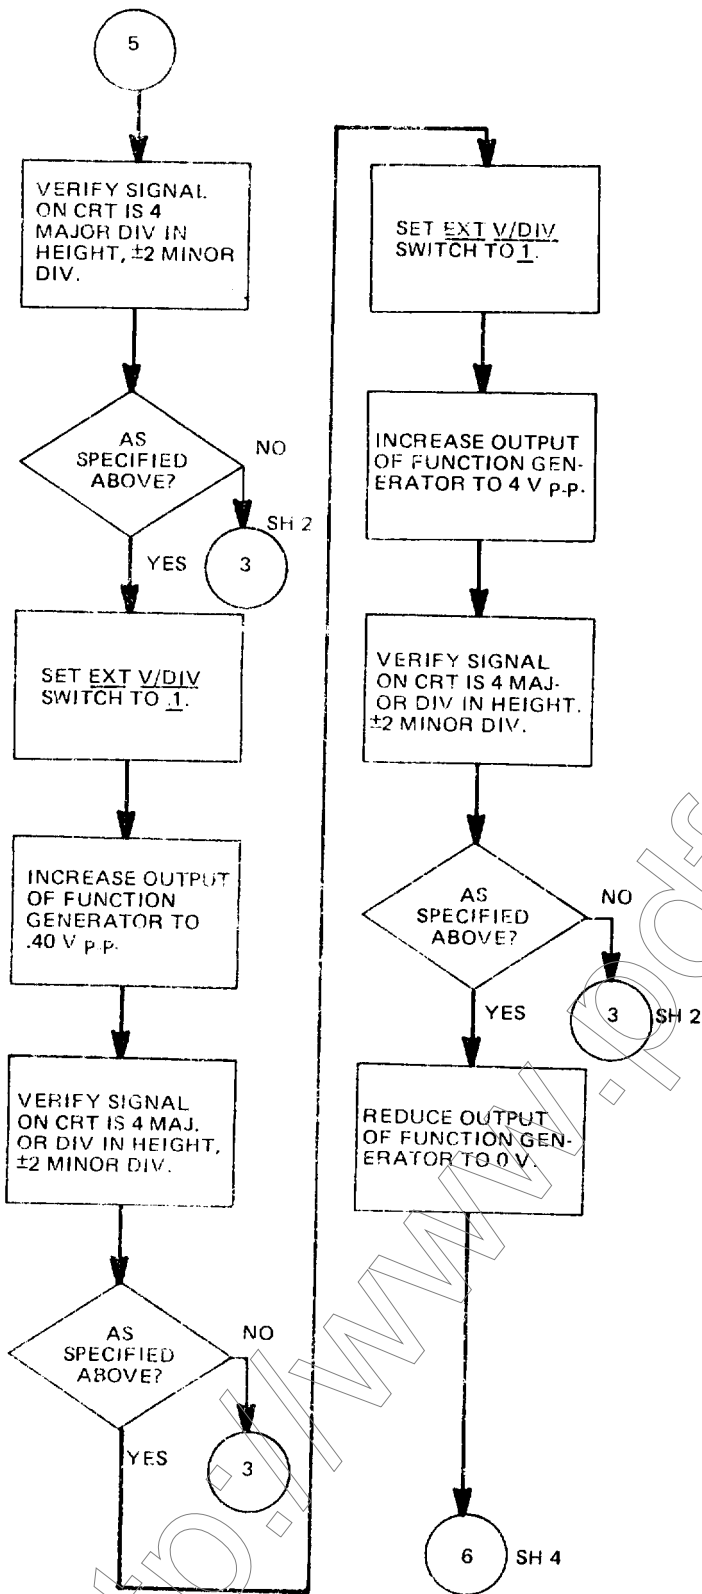 5
VERIFY SIGNAL
ON CRT IS 4
MAJOR DIV IN
HEIGHT, ±2 MINOR
DIV.
AS
SPECIFIED
ABOVE?
NO
SH 2
3
YES
SET EXT V/DIV
SWITCH TO .1.
INCREASE OUTPUT
OF FUNCTION
GENERATOR TO
.40 V P-P.
VERIFY SIGNAL
ON CRT IS 4 MAJ-
OR DIV IN HEIGHT,
±2 MINOR DIV.
AS
SPECIFIED
ABOVE?
NO
3
YES
SET EXT V/DIV
SWITCH TO 1.
INCREASE OUTPUT
OF FUNCTION GEN-
ERATOR TO 4 V P-P.
VERIFY SIGNAL
ON CRT IS 4 MAJ-
OR DIV IN HEIGHT.
±2 MINOR DIV.
AS
SPECIFIED
ABOVE?
NO
3 SH 2
YES
REDUCE OUTPUT
OF FUNCTION GEN-
ERATOR TO 0 V.
6 SH 4
tp://www.pdf